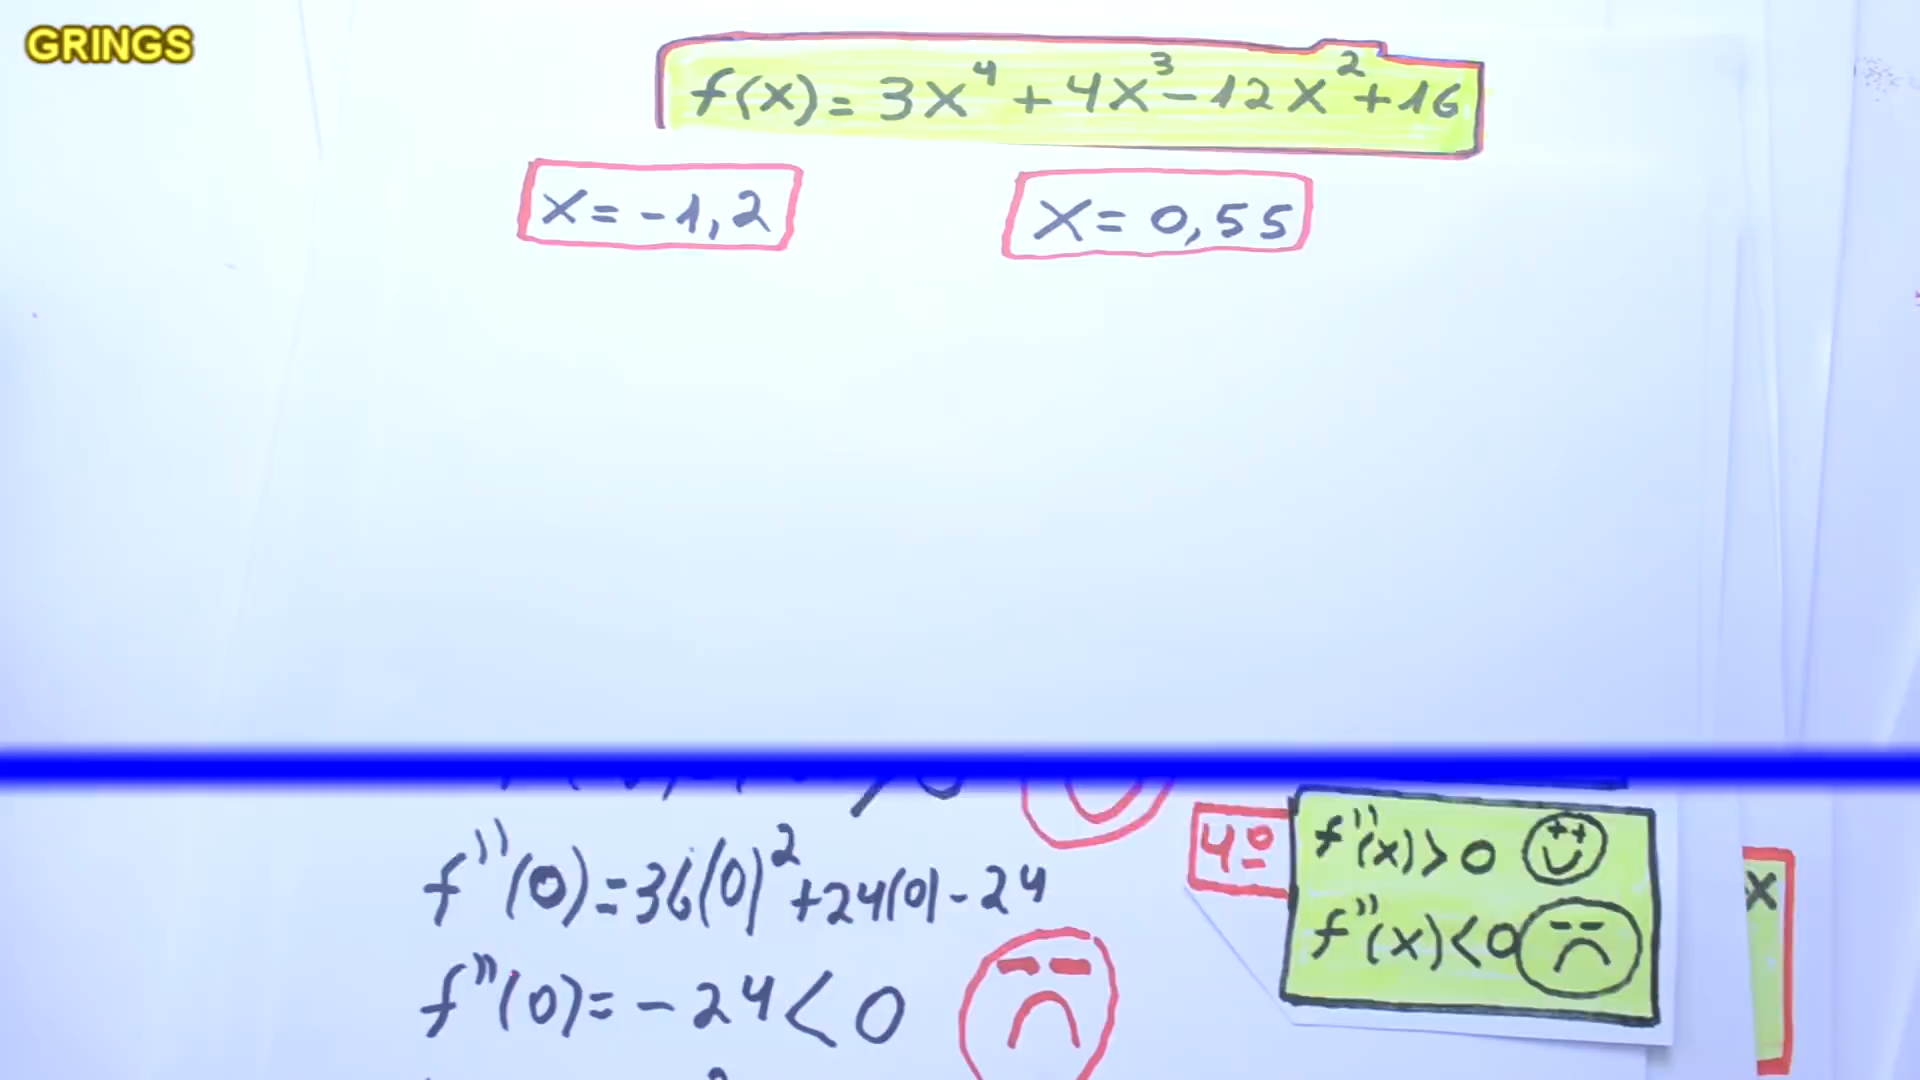 GRINGS
f(x) = 3x⁴ + 4x³ - 12x² + 16
x = -1,2
x = 0,55
f''(0) = 36(0)² + 24(0) - 24
f''(0) = -24 < 0
4º
f''(x) > 0
f''(x) < 0
x